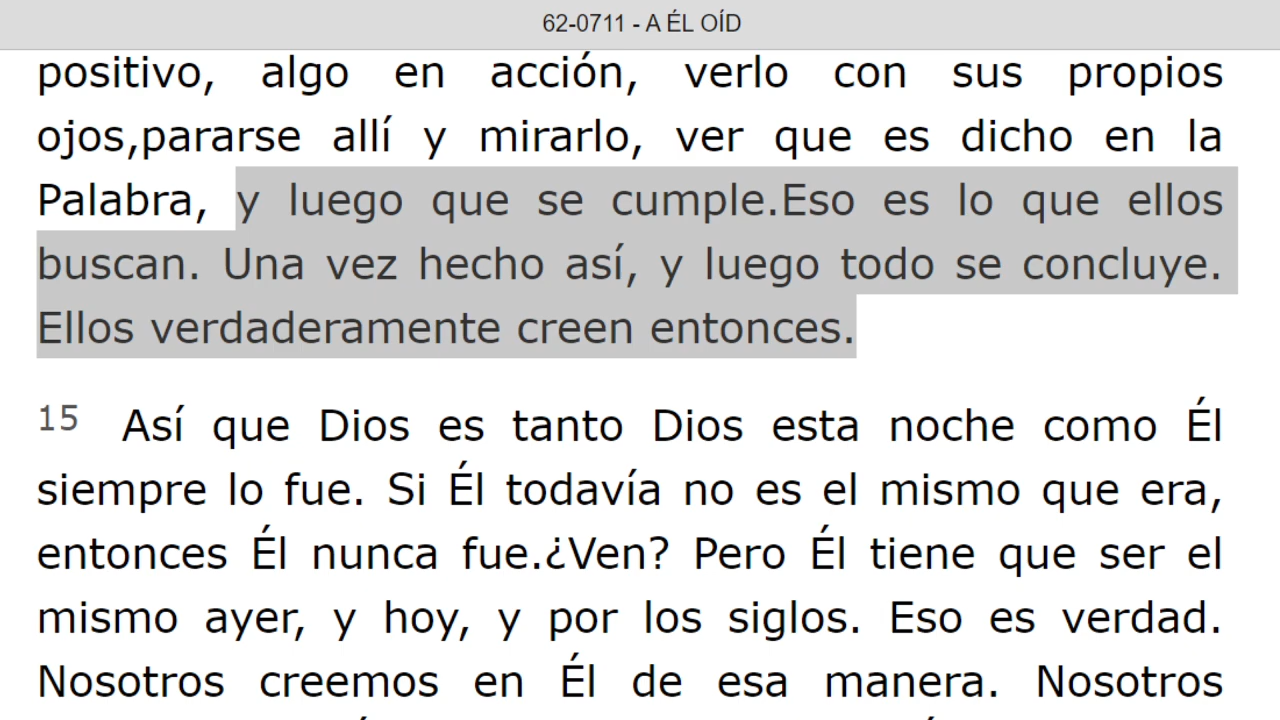 62-0711 - A ÉL OÍD
positivo, algo en acción, verlo con sus propios
ojos,pararse allí y mirarlo, ver que es dicho en la
Palabra, y luego que se cumple.Eso es lo que ellos
buscan. Una vez hecho así, y luego todo se concluye.
Ellos verdaderamente creen entonces.
15 Así que Dios es tanto Dios esta noche como Él
siempre lo fue. Si Él todavía no es el mismo que era,
entonces Él nunca fue.¿Ven? Pero Él tiene que ser el
mismo ayer, y hoy, y por los siglos. Eso es verdad.
Nosotros creemos en Él de esa manera. Nosotros